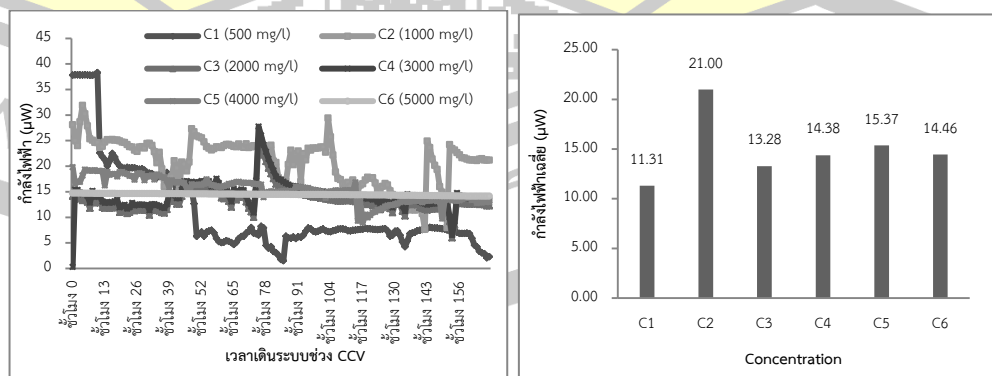 45
40
35
30
25
20
15
10
5
0
กำลังไฟฟ้า (µW)
C1 (500 mg/l) C2 (1000 mg/l)
C3 (2000 mg/l) C4 (3000 mg/l)
C5 (4000 mg/l) C6 (5000 mg/l)
ชั่วโมง 0
ชั่วโมง 13
ชั่วโมง 26
ชั่วโมง 39
ชั่วโมง 52
ชั่วโมง 65
ชั่วโมง 78
ชั่วโมง 91
ชั่วโมง 104
ชั่วโมง 117
ชั่วโมง 130
ชั่วโมง 143
ชั่วโมง 156
เวลาเดินระบบช่วง CCV
25.00
20.00
15.00
10.00
5.00
0.00
กำลังไฟฟ้าเฉลี่ย (µW)
11.31
21.00
13.28
14.38
15.37
14.46
C1 C2 C3 C4 C5 C6
Concentration